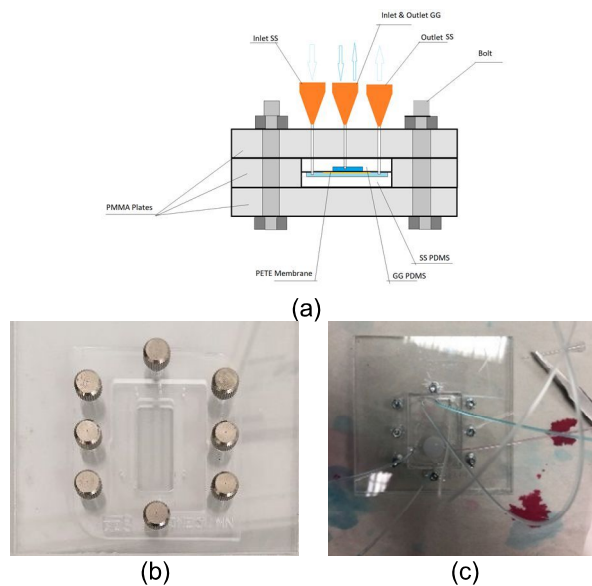 Inlet & Outlet GG
Inlet SS
Outlet SS
Bolt
PMMA Plates
SS PDMS
PETE Membrane
GG PDMS
(a)
(b)
(c)